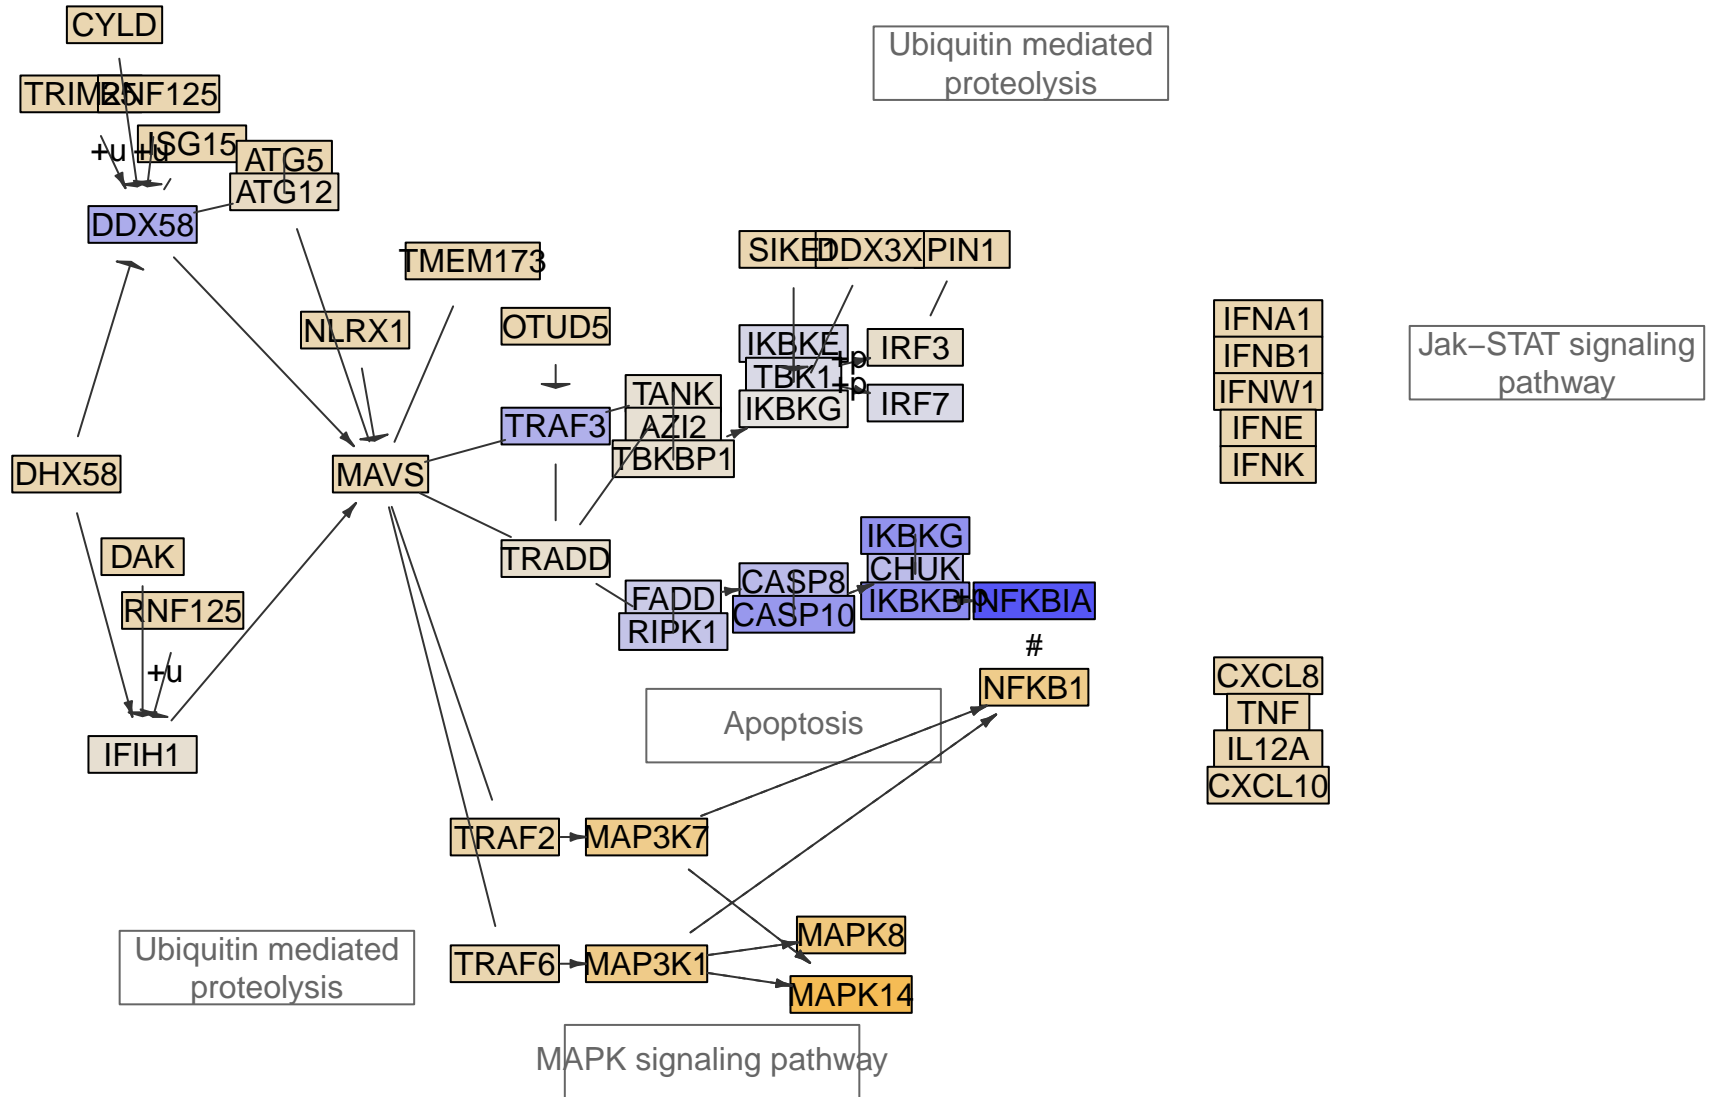 CYLD
Ubiquitin mediated
proteolysis
TRIM25
RNF125
ISG15
+u
+u
ATG5
ATG12
DDX58
TMEM173
SIKE1
DDX3X
PIN1
NLRX1
OTUD5
IKBKE
IRF3
+p
TBK1
+p
IKBKG
IRF7
IFNA1
IFNB1
IFNW1
IFNE
IFNK
Jak−STAT signaling
pathway
TANK
AZI2
TBKBP1
TRAF3
DHX58
MAVS
DAK
RNF125
+u
IFIH1
TRADD
FADD
RIPK1
CASP8
CASP10
IKBKG
CHUK
IKBKB
+p
NFKBIA
#
NFKB1
Apoptosis
CXCL8
TNF
IL12A
CXCL10
TRAF2
MAP3K7
TRAF6
MAP3K1
MAPK8
MAPK14
Ubiquitin mediated
proteolysis
MAPK signaling pathway